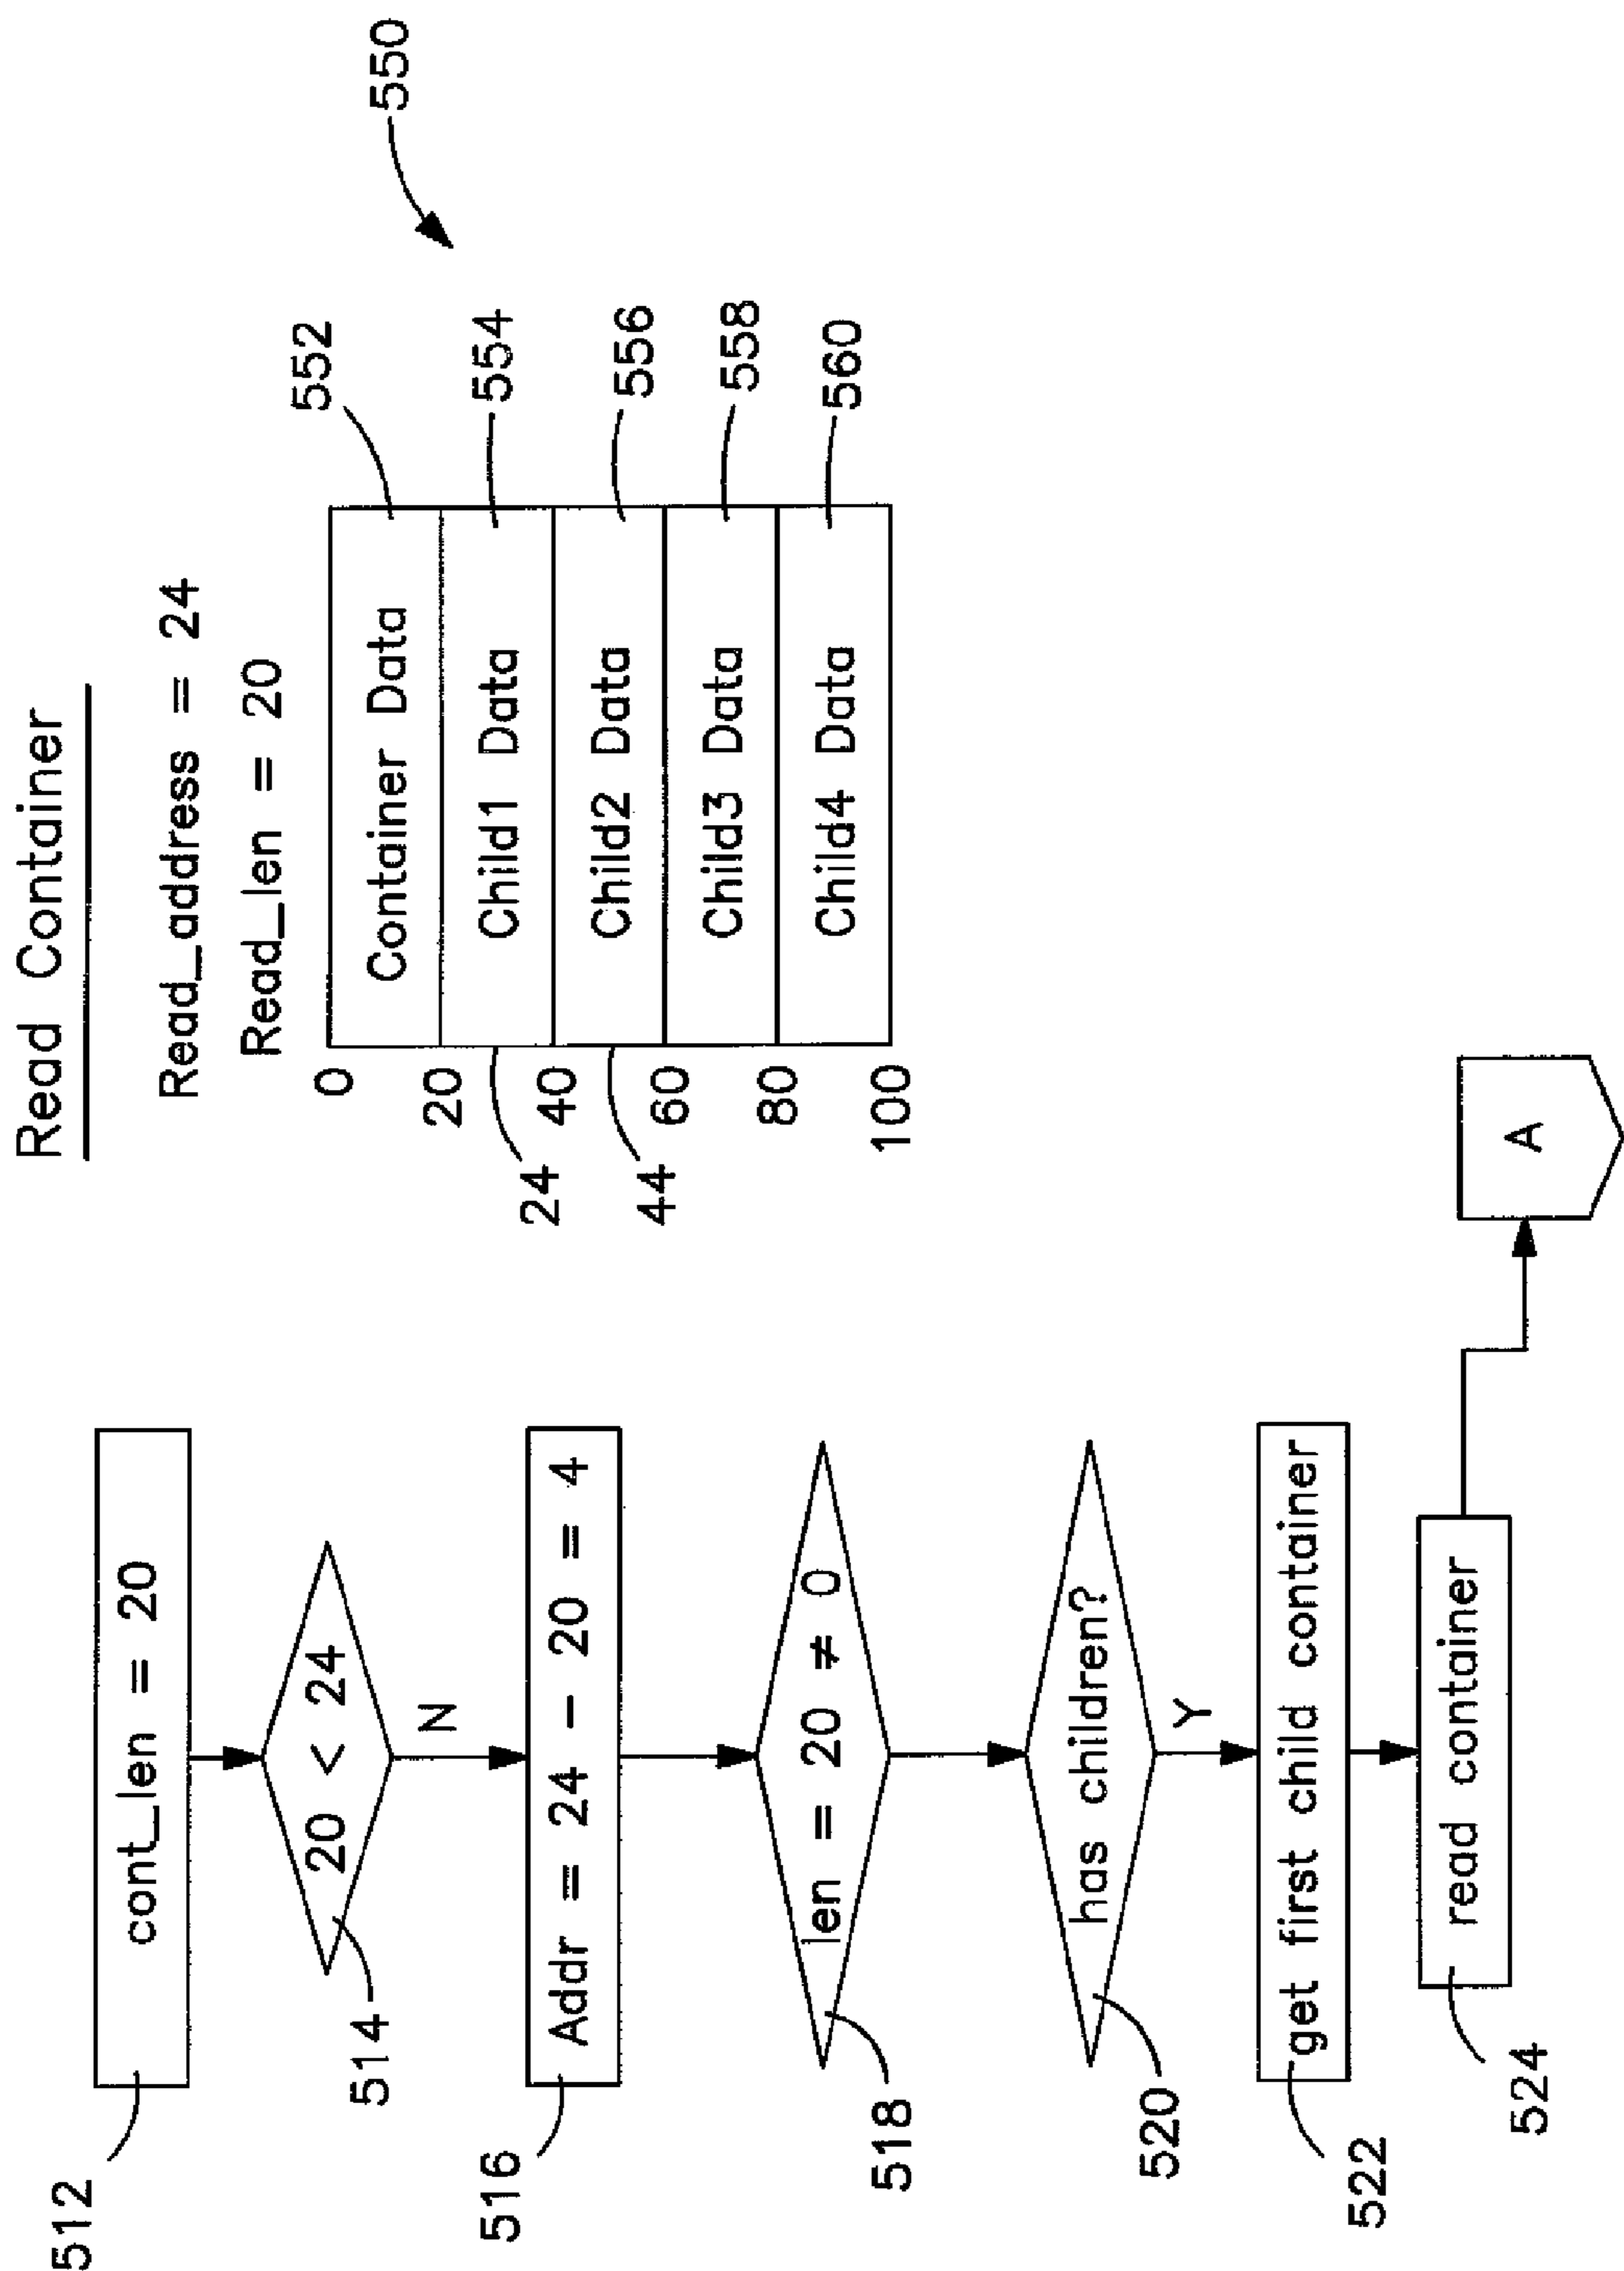 Read Container
Read_address = 24
Read_len = 20
512
cont_len = 20
514
20 < 24
N
516
Addr = 24 - 20 = 4
518
len = 20 ≠ 0
520
has children?
Y
522
get first child container
524
read container
A
550
0
Container Data
552
20
24
Child1 Data
554
40
44
Child2 Data
556
60
Child3 Data
558
80
Child4 Data
560
100